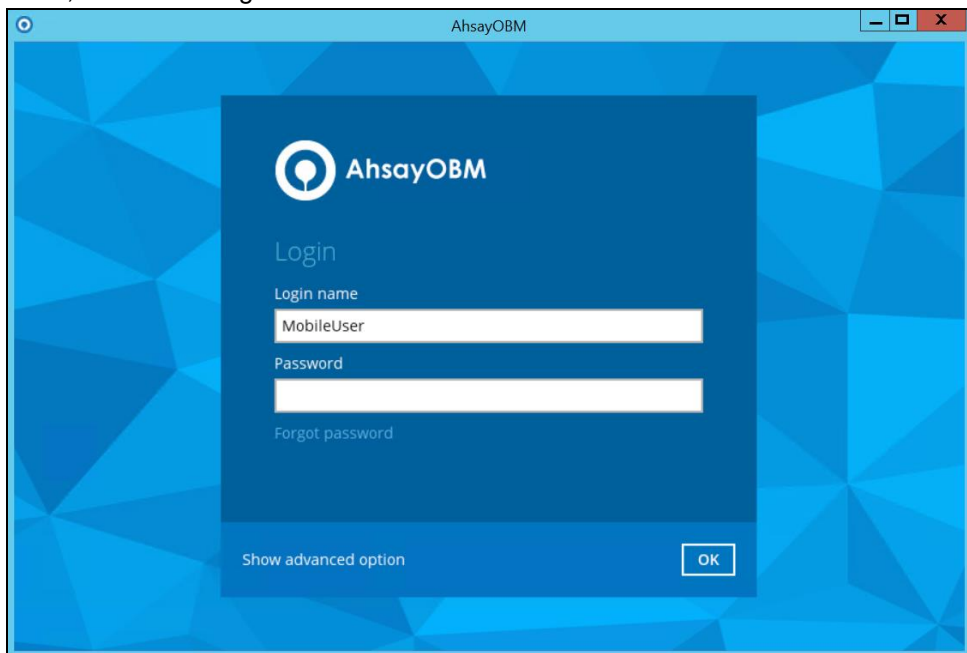 AhsayOBM
AhsayOBM
Login
Login name
MobileUser
Password
Forgot password
Show advanced option
OK